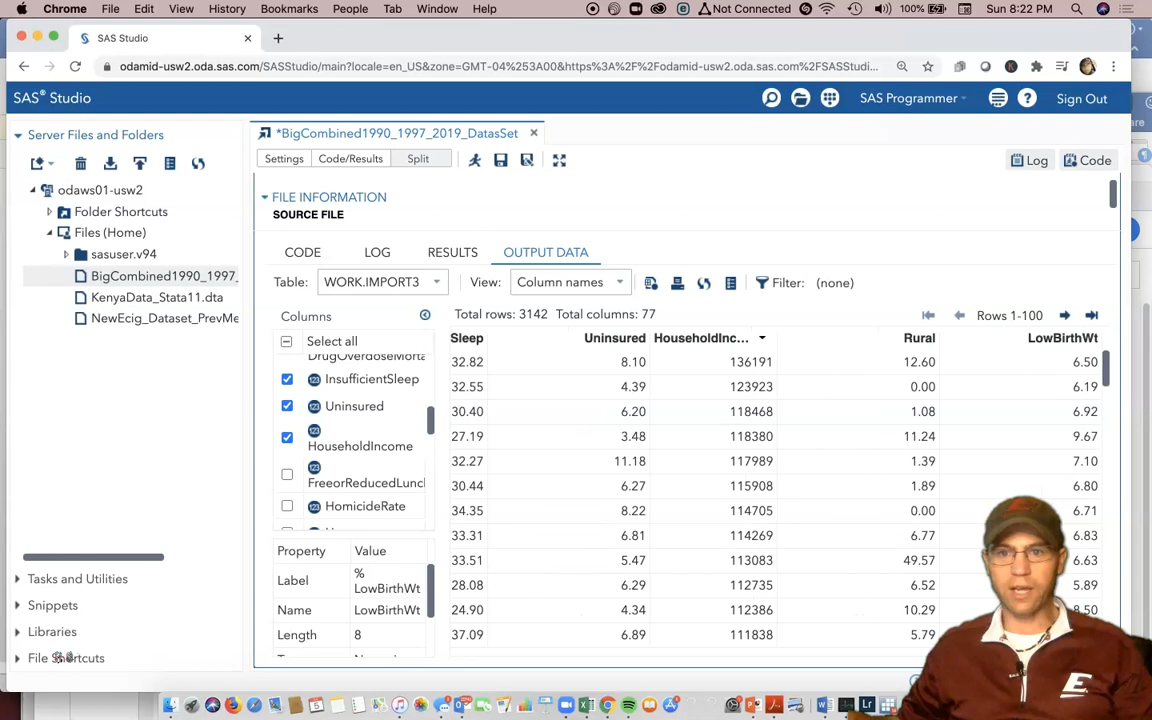 Chrome File Edit View History Bookmarks People Tab Window Help Not Connected 100% Sun 8:22 PM
SAS Studio
odamid-usw2.oda.sas.com/SASStudio/main?locale=en_US&zone=GMT-04%253A00&https%3A%2F%2Fodamid-usw2.oda.sas.com%2FSASStudi...
SAS® Studio SAS Programmer Sign Out
Server Files and Folders
odaws01-usw2
Folder Shortcuts
Files (Home)
sasuser.v94
BigCombined1990_1997_
KenyaData_Stata11.dta
NewEcig_Dataset_PrevMe
Tasks and Utilities
Snippets
Libraries
File Shortcuts
*BigCombined1990_1997_2019_DatasSet
Settings Code/Results Split Log Code
FILE INFORMATION
SOURCE FILE
CODE LOG RESULTS OUTPUT DATA
Table: WORK.IMPORT3 View: Column names Filter: (none)
Columns
Select all
DrugOverdoseMorta
InsufficientSleep
Uninsured
HouseholdIncome
FreeorReducedLunch
HomicideRate
Property Value
Label % LowBirthWt
Name LowBirthWt
Length 8
Total rows: 3142 Total columns: 77 Rows 1-100
Sleep Uninsured HouseholdInc... Rural LowBirthWt
32.82 8.10 136191 12.60 6.50
32.55 4.39 123923 0.00 6.19
30.40 6.20 118468 1.08 6.92
27.19 3.48 118380 11.24 9.67
32.27 11.18 117989 1.39 7.10
30.44 6.27 115908 1.89 6.80
34.35 8.22 114705 0.00 6.71
33.31 6.81 114269 6.77 6.83
33.51 5.47 113083 49.57 6.63
28.08 6.29 112735 6.52 5.89
24.90 4.34 112386 10.29 8.50
37.09 6.89 111838 5.79
E